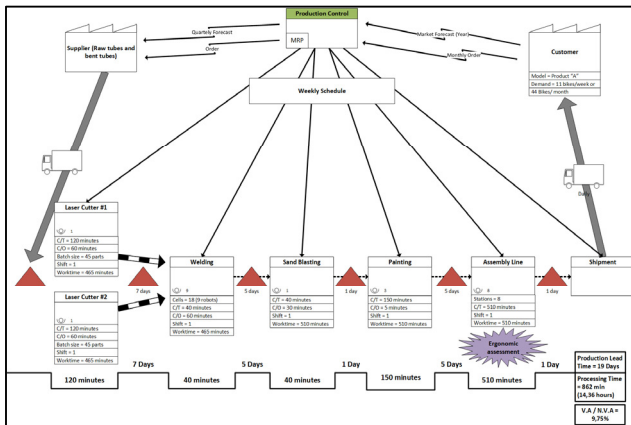 Production Control
MRP
Quartely Forecast
Order
Market Forecast (Year)
Monthly Order
Supplier (Raw tubes and
bent tubes)
Customer
Model = Product "A"
Demand = 11 bikes/week or
44 Bikes/ month
Weekly Schedule
Daily
Laser Cutter #1
1
C/T = 120 minutes
C/O = 60 minutes
Batch size = 45 parts
Shift = 1
Worktime = 465 minutes
Laser Cutter #2
1
C/T = 120 minutes
C/O = 60 minutes
Batch size = 45 parts
Shift = 1
Worktime = 465 minutes
7 days
Welding
Cells = 18 (9 robots)
C/T = 40 minutes
C/O = 60 minutes
Shift = 1
Worktime = 465 minutes
5 days
Sand Blasting
1
C/T = 40 minutes
C/O = 30 minutes
Shift = 1
Worktime = 510 minutes
1 day
Painting
3
C/T = 150 minutes
C/O = 5 minutes
Shift = 1
Worktime = 510 minutes
5 days
Assembly Line
Stations = 8
C/T = 510 minutes
Shift = 1
Worktime = 510 minutes
1 day
Shipment
Ergonomic
assessment
7 Days
5 Days
1 Day
5 Days
1 Day
120 minutes
40 minutes
40 minutes
150 minutes
510 minutes
Production Lead
Time = 19 Days
Processing Time
= 862 min
(14,36 hours)
V.A / N.V.A =
9,75%